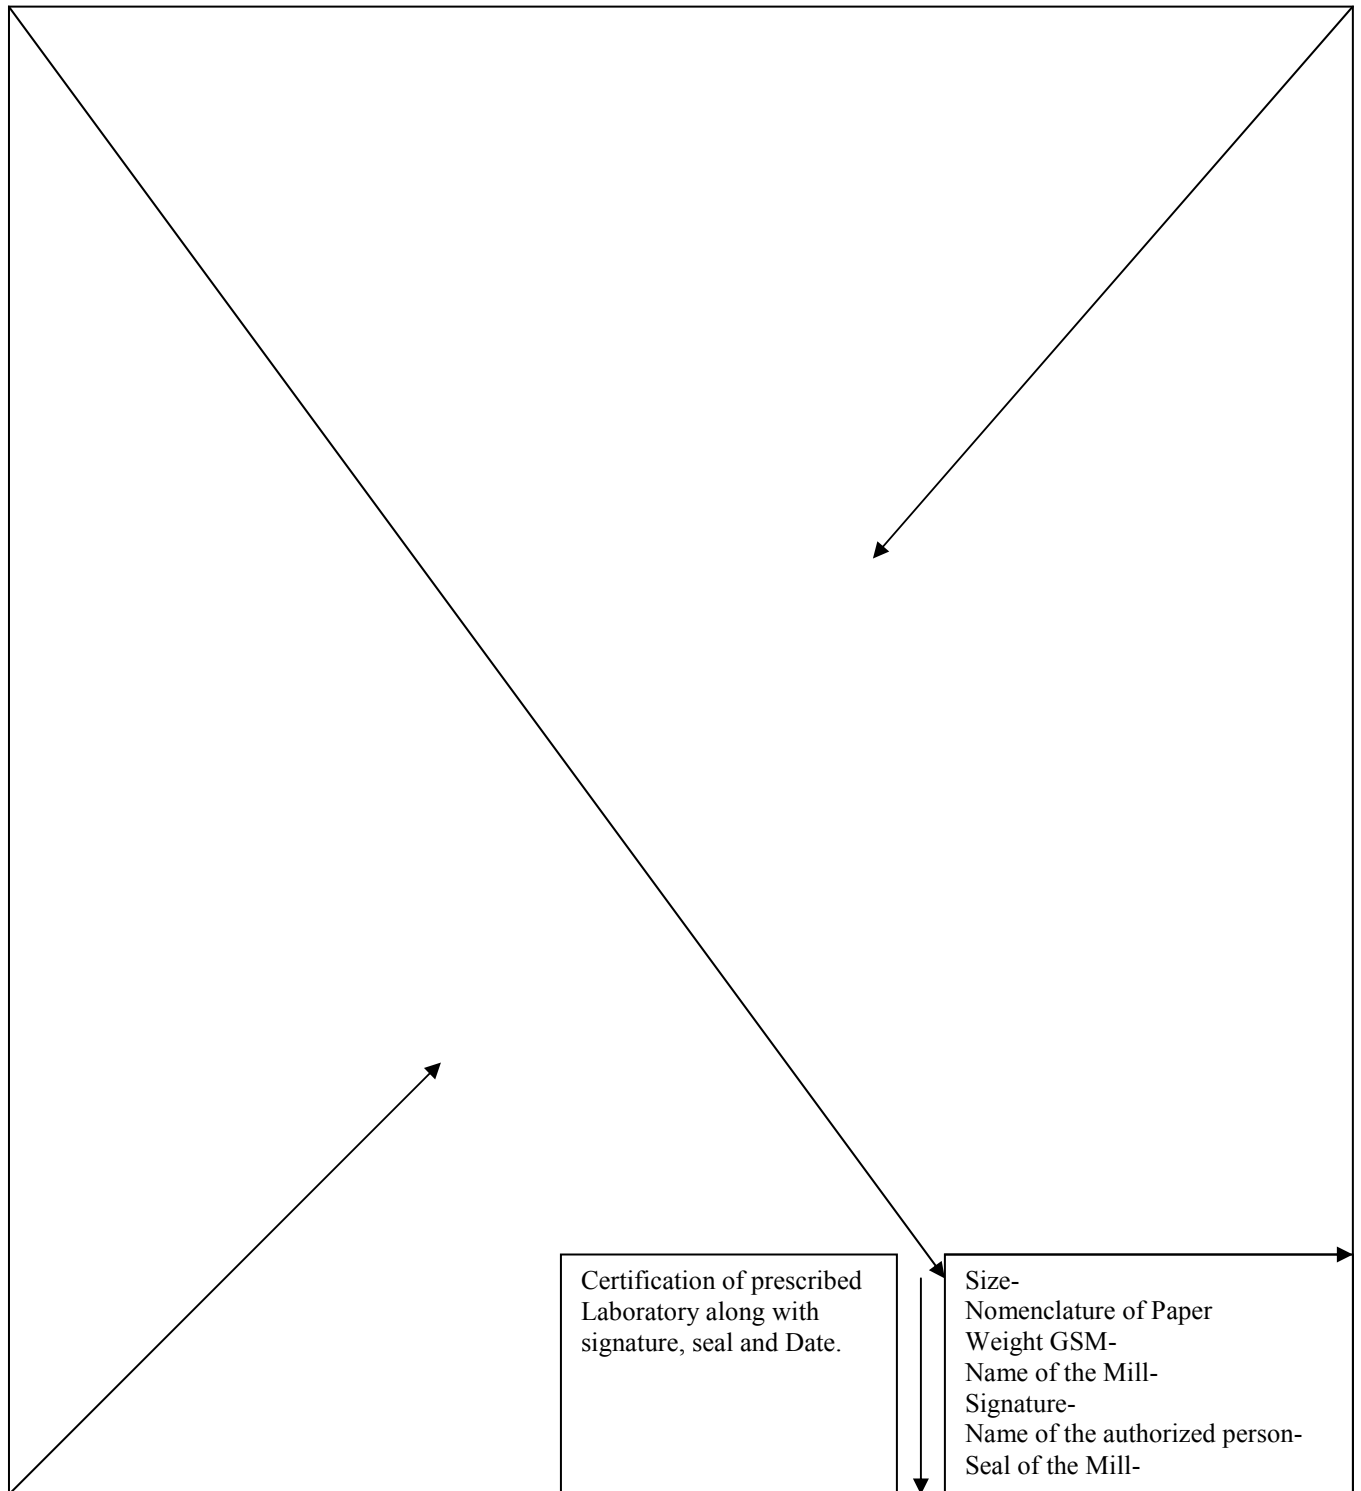 Certification of prescribed
Laboratory along with
signature, seal and Date.
Size-
Nomenclature of Paper
Weight GSM-
Name of the Mill-
Signature-
Name of the authorized person-
Seal of the Mill-